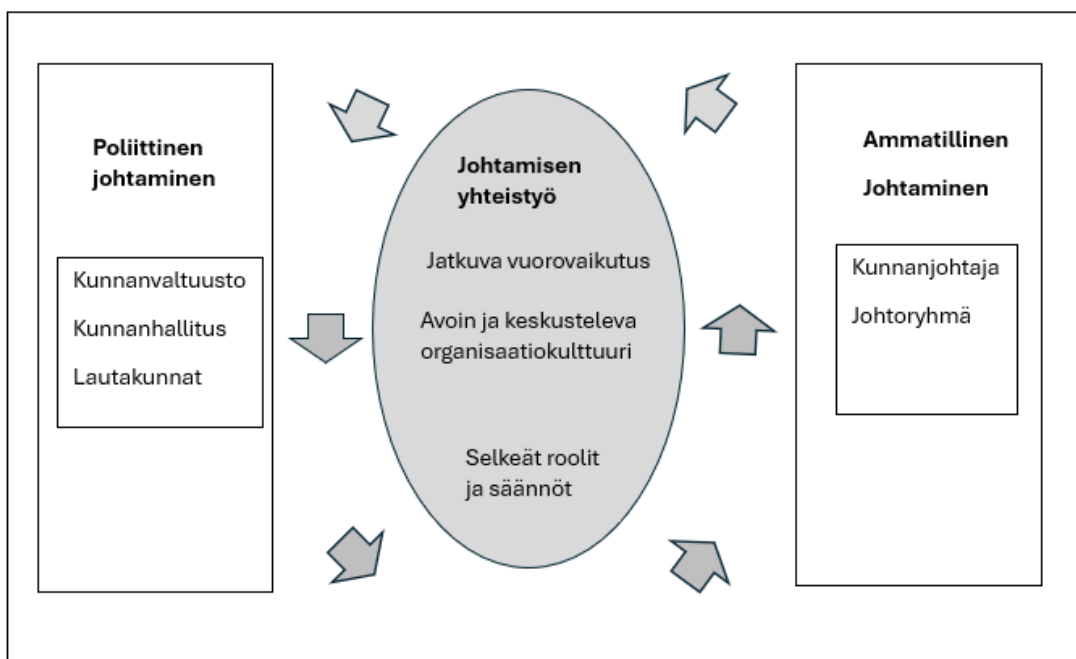 Poliittinen
johtaminen
Kunnanvaltuusto
Kunnanhallitus
Lautakunnat
Johtamisen
yhteistyö
Jatkuva vuorovaikutus
Avoin ja keskusteleva
organisaatiokulttuuri
Selkeät roolit
ja säännöt
Ammatillinen
Johtaminen
Kunnanjohtaja
Johtoryhmä